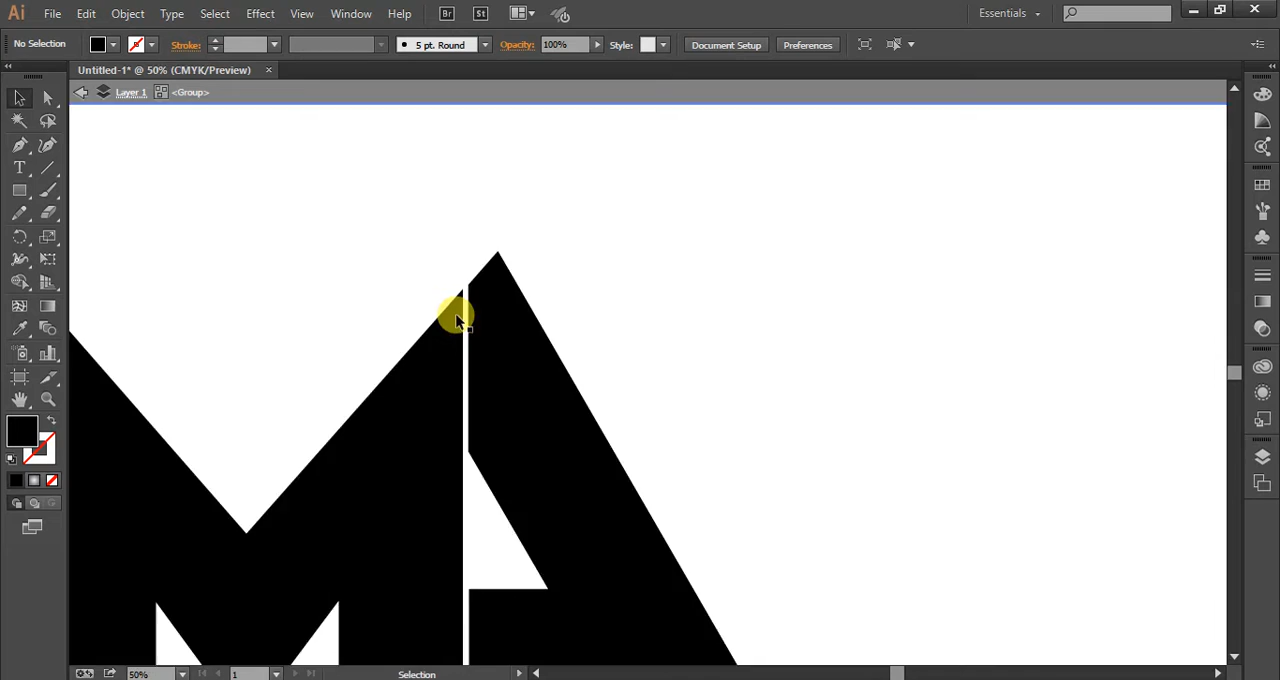 Ai File Edit Object Type Select Effect View Window Help Br St Essentials
No Selection Stroke: 5 pt. Round Opacity: 100% Style: Document Setup Preferences
Untitled-1* @ 50% (CMYK/Preview) ×
Layer 1 <Group>
MA
50% 1 Selection